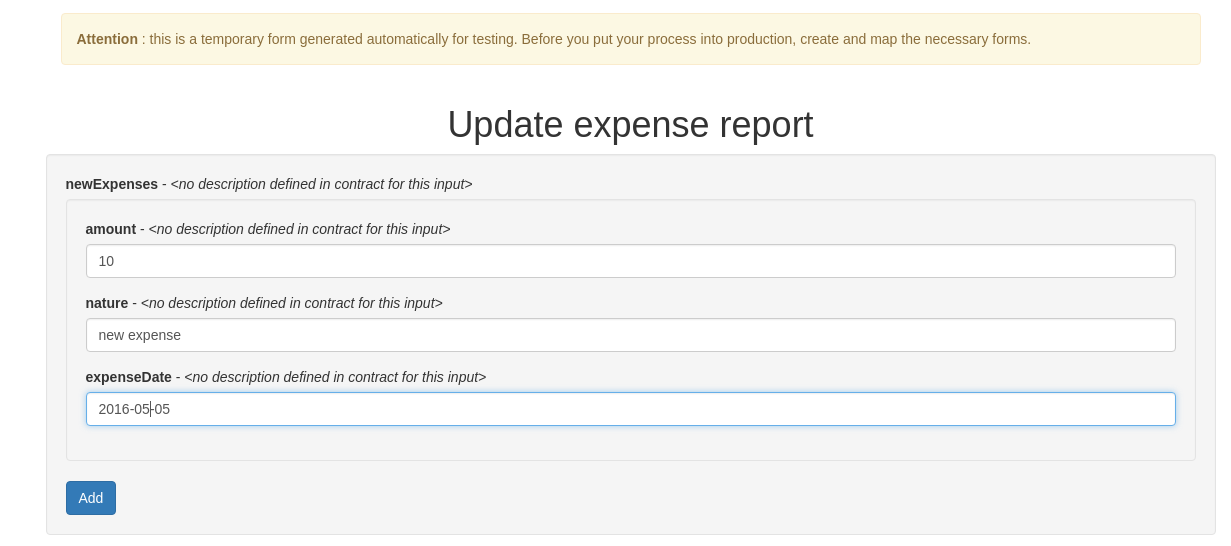 Attention : this is a temporary form generated automatically for testing. Before you put your process into production, create and map the necessary forms.
Update expense report
newExpenses - <no description defined in contract for this input>
amount - <no description defined in contract for this input>
10
nature - <no description defined in contract for this input>
new expense
expenseDate - <no description defined in contract for this input>
2016-05-05
Add